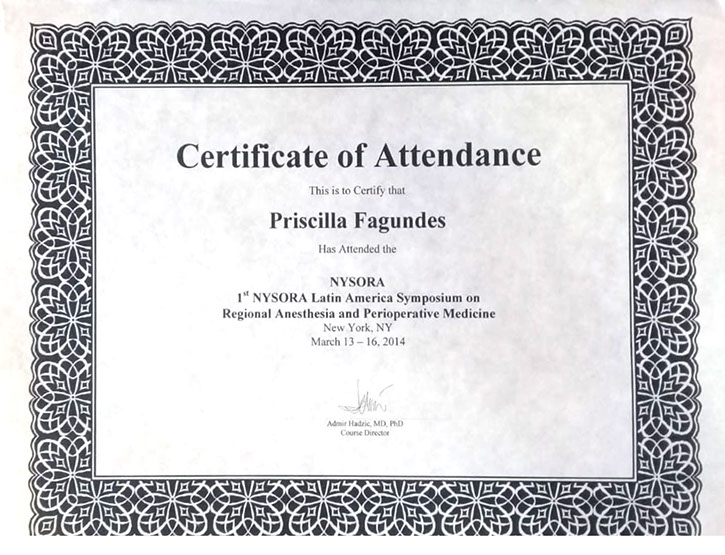 Certificate of Attendance
This is to Certify that
Priscilla Fagundes
Has Attended the
NYSORA
1st NYSORA Latin America Symposium on
Regional Anesthesia and Perioperative Medicine
New York, NY
March 13 – 16, 2014
Admir Hadzic, MD, PhD
Course Director